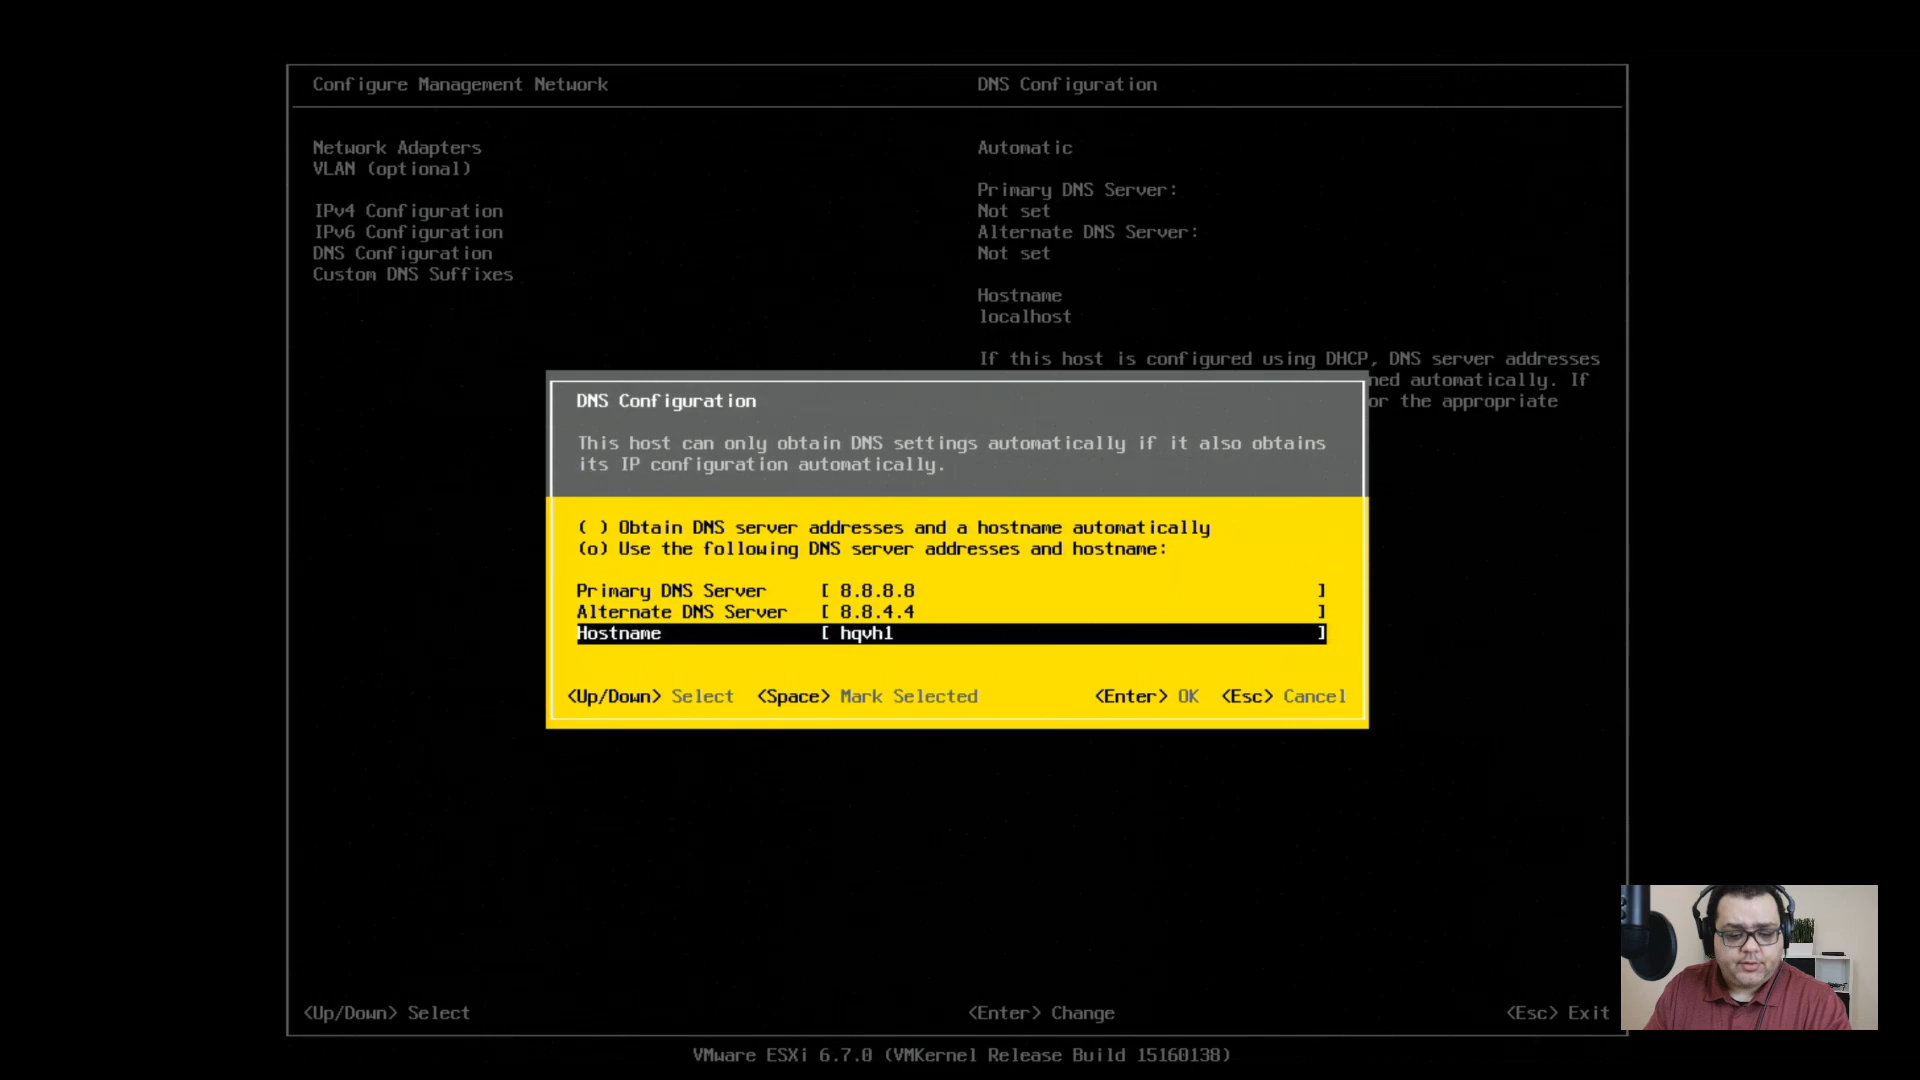 Configure Management Network
DNS Configuration
Network Adapters
VLAN (optional)
IPv4 Configuration
IPv6 Configuration
DNS Configuration
Custom DNS Suffixes
Automatic
Primary DNS Server:
Not set
Alternate DNS Server:
Not set
Hostname
localhost
If this host is configured using DHCP, DNS server addresses
ned automatically. If
or the appropriate
DNS Configuration
This host can only obtain DNS settings automatically if it also obtains
its IP configuration automatically.
( ) Obtain DNS server addresses and a hostname automatically
(o) Use the following DNS server addresses and hostname:
Primary DNS Server [ 8.8.8.8 ]
Alternate DNS Server [ 8.8.4.4 ]
Hostname [ hqvh1 ]
<Up/Down> Select <Space> Mark Selected <Enter> OK <Esc> Cancel
<Up/Down> Select <Enter> Change <Esc> Exit
VMware ESXi 6.7.0 (VMKernel Release Build 15160138)